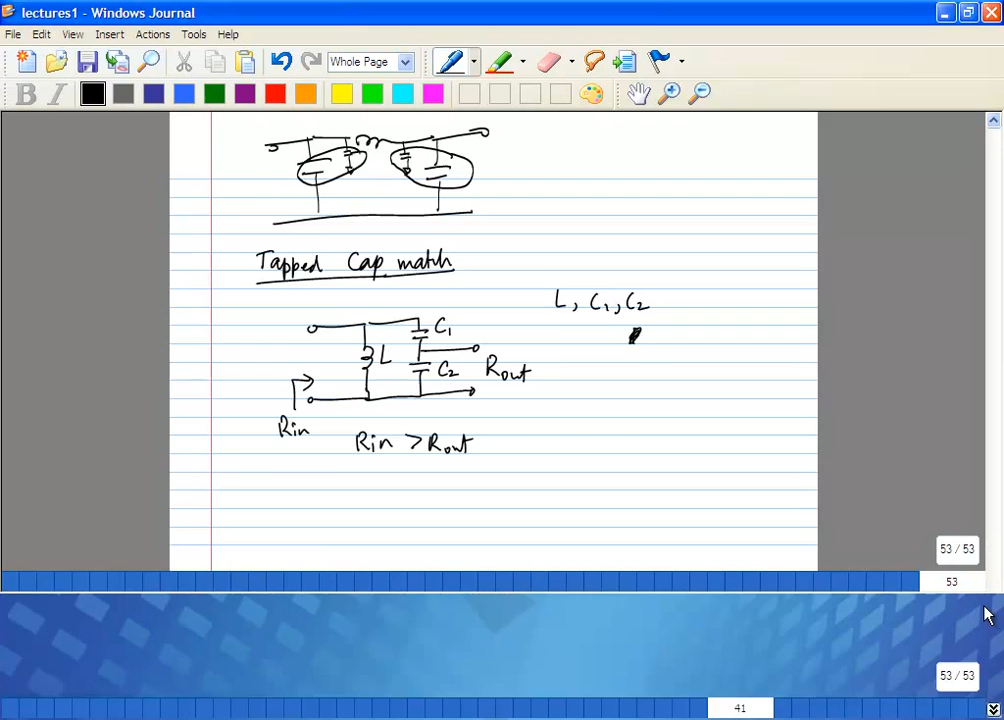 lectures1 - Windows Journal
File Edit View Insert Actions Tools Help
Whole Page
B I
Tapped Cap match
L, C1, C2
C1
L
C2
Rout
Rin
Rin > Rout
53 / 53
53
53 / 53
41